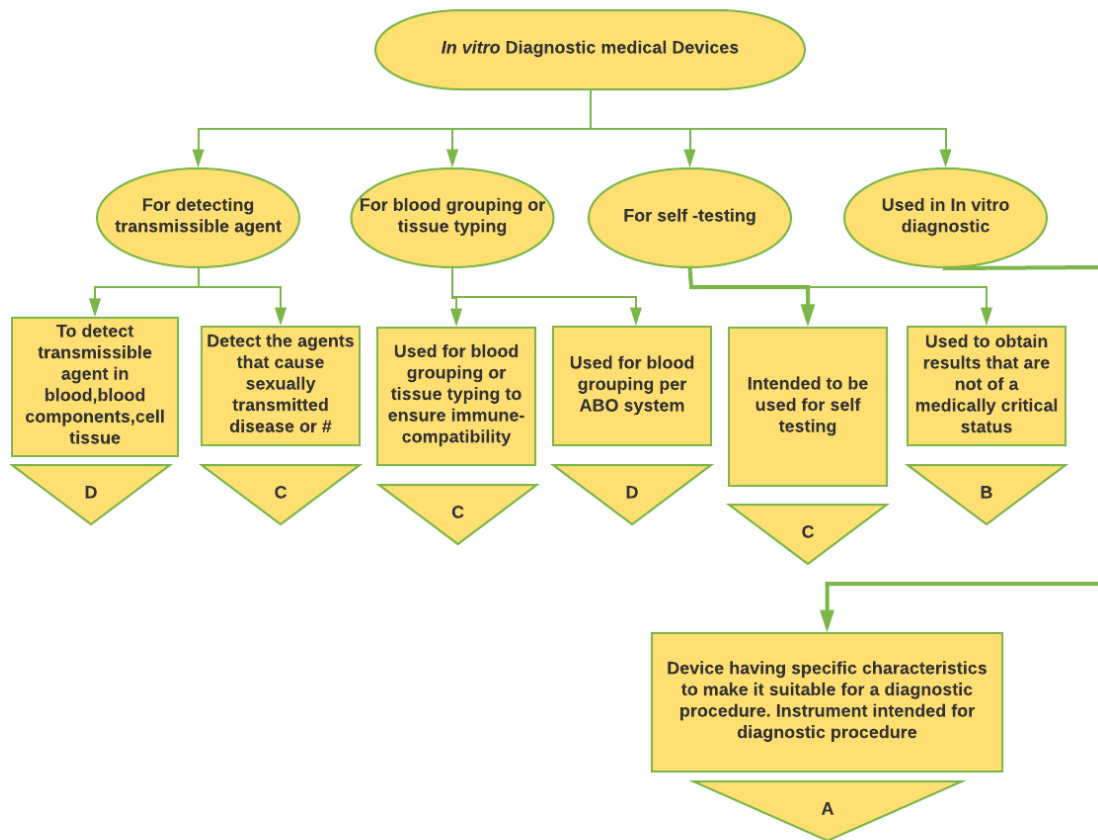 In vitro Diagnostic medical Devices
For detecting
transmissible agent
For blood grouping or
tissue typing
For self -testing
Used in In vitro
diagnostic
To detect
transmissible
agent in
blood,blood
components,cell
tissue
D
Detect the agents
that cause
sexually
transmitted
disease or #
C
Used for blood
grouping or
tissue typing to
ensure immune-
compatibility
C
Used for blood
grouping per
ABO system
D
Intended to be
used for self
testing
C
Used to obtain
results that are
not of a
medically critical
status
B
Device having specific characteristics
to make it suitable for a diagnostic
procedure. Instrument intended for
diagnostic procedure
A